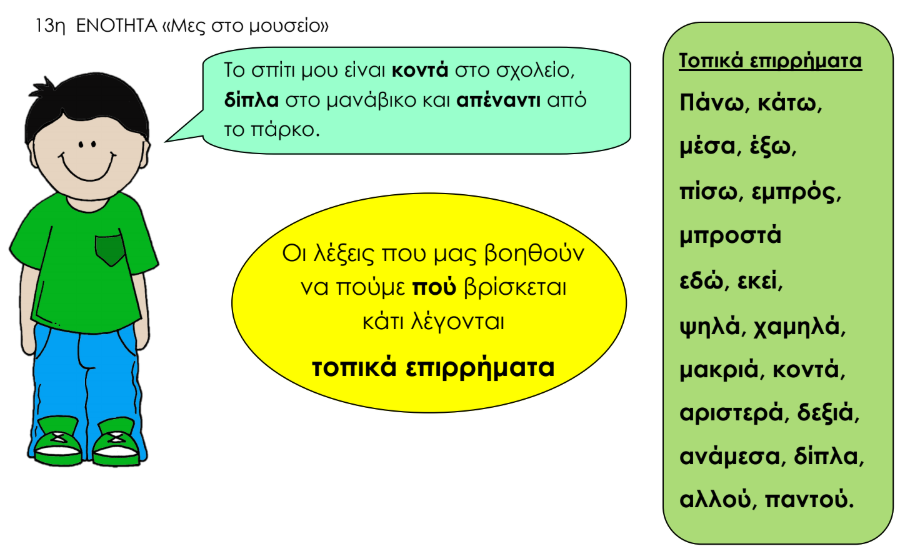 13η ΕΝΟΤΗΤΑ «Μες στο μουσείο»
Το σπίτι μου είναι κοντά στο σχολείο,
δίπλα στο μανάβικο και απέναντι από
το πάρκο.
Οι λέξεις που μας βοηθούν
να πούμε πού βρίσκεται
κάτι λέγονται
τοπικά επιρρήματα
Τοπικά επιρρήματα
Πάνω, κάτω,
μέσα, έξω,
πίσω, εμπρός,
μπροστά
εδώ, εκεί,
ψηλά, χαμηλά,
μακριά, κοντά,
αριστερά, δεξιά,
ανάμεσα, δίπλα,
αλλού, παντού.